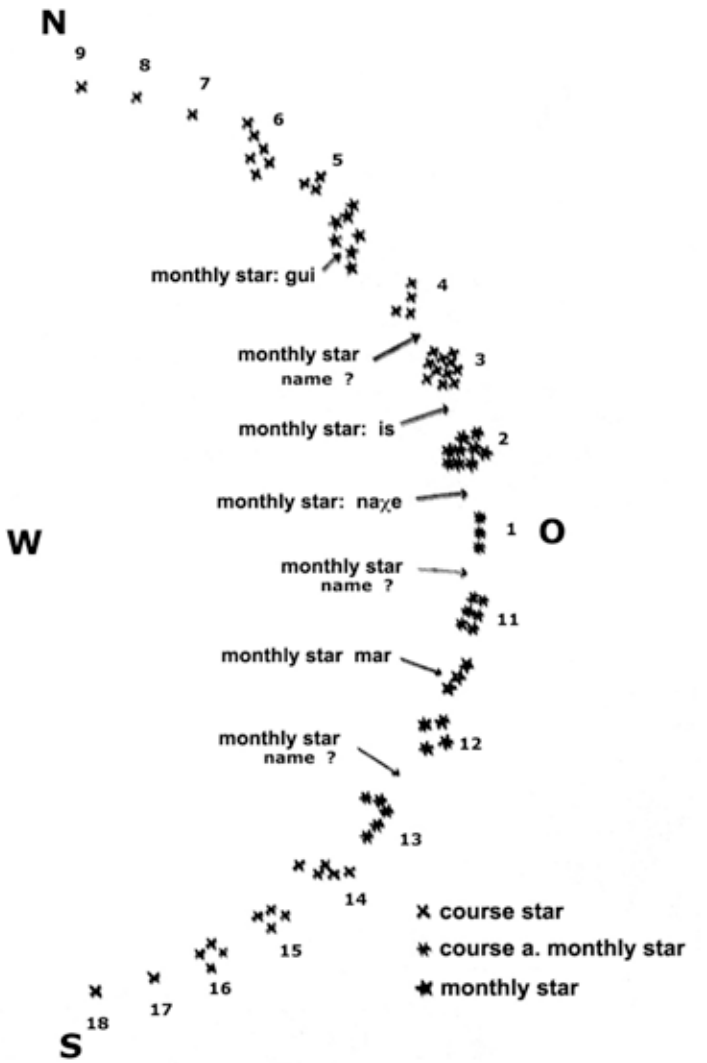 N
9
8
7
6
5
monthly star: gui
4
monthly star
name ?
3
monthly star: is
2
monthly star: naχe
1
W
O
monthly star
name ?
11
monthly star mar
monthly star
name ?
12
13
14
15
16
17
18
S
course star
course a. monthly star
monthly star